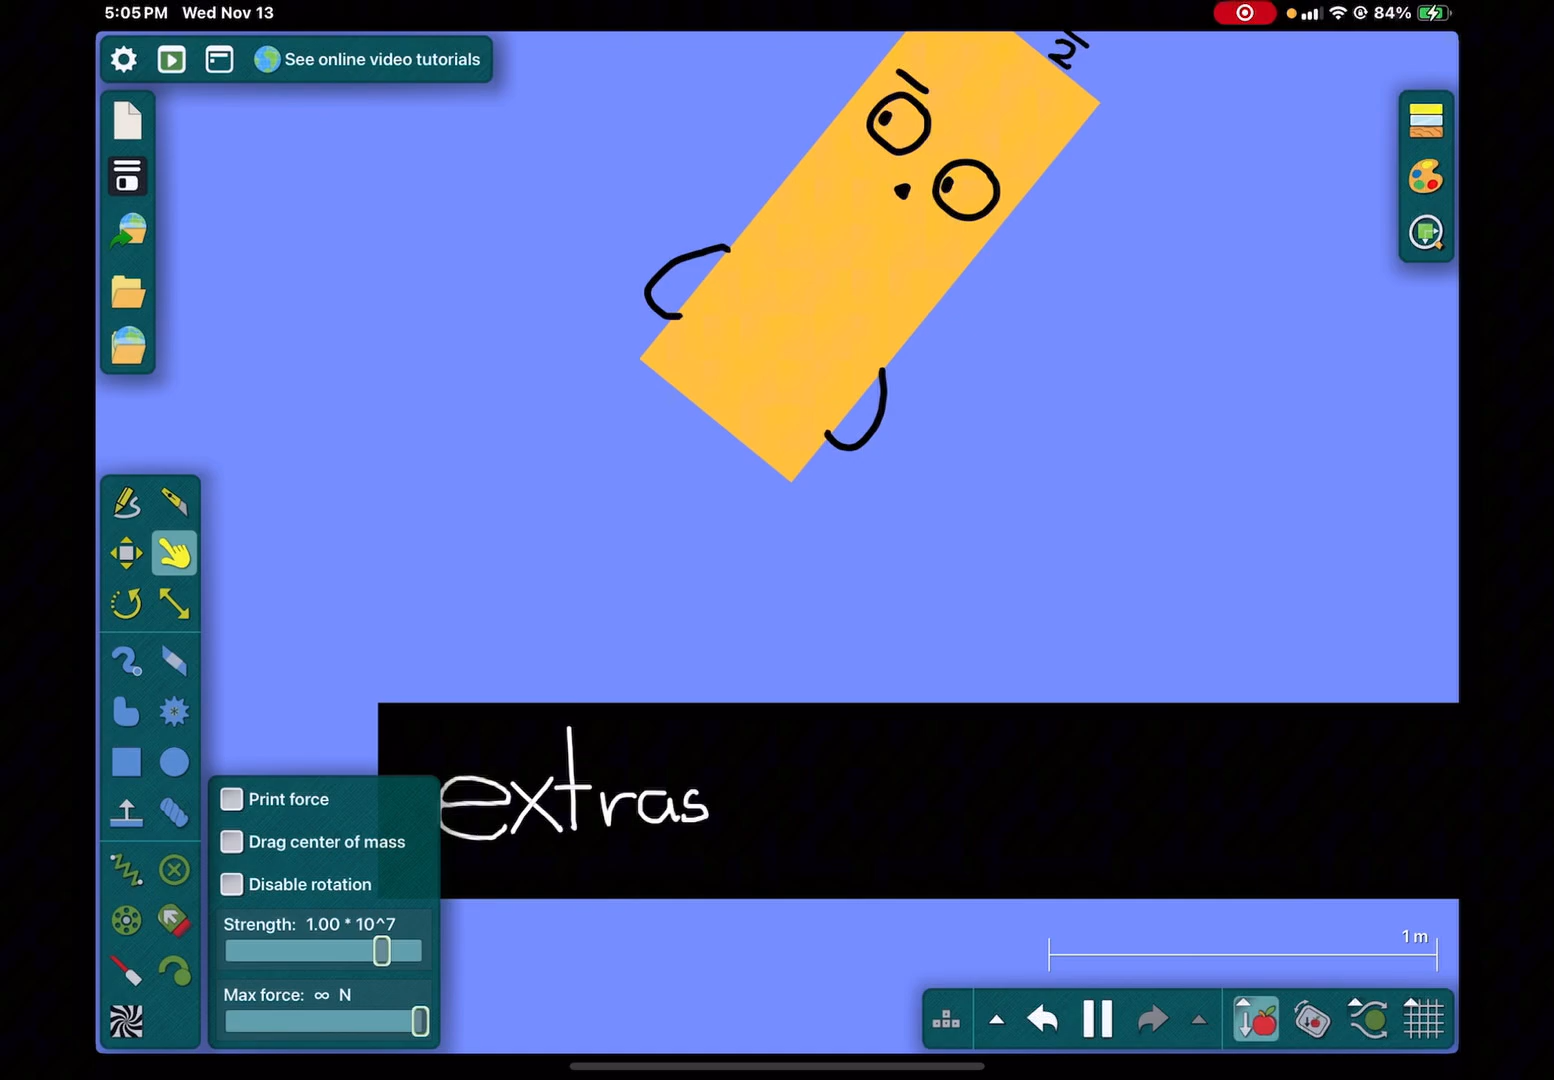 5:05 PM Wed Nov 13
84%
See online video tutorials
21
extras
Print force
Drag center of mass
Disable rotation
Strength: 1.00 * 10^7
Max force: ∞ N
1 m